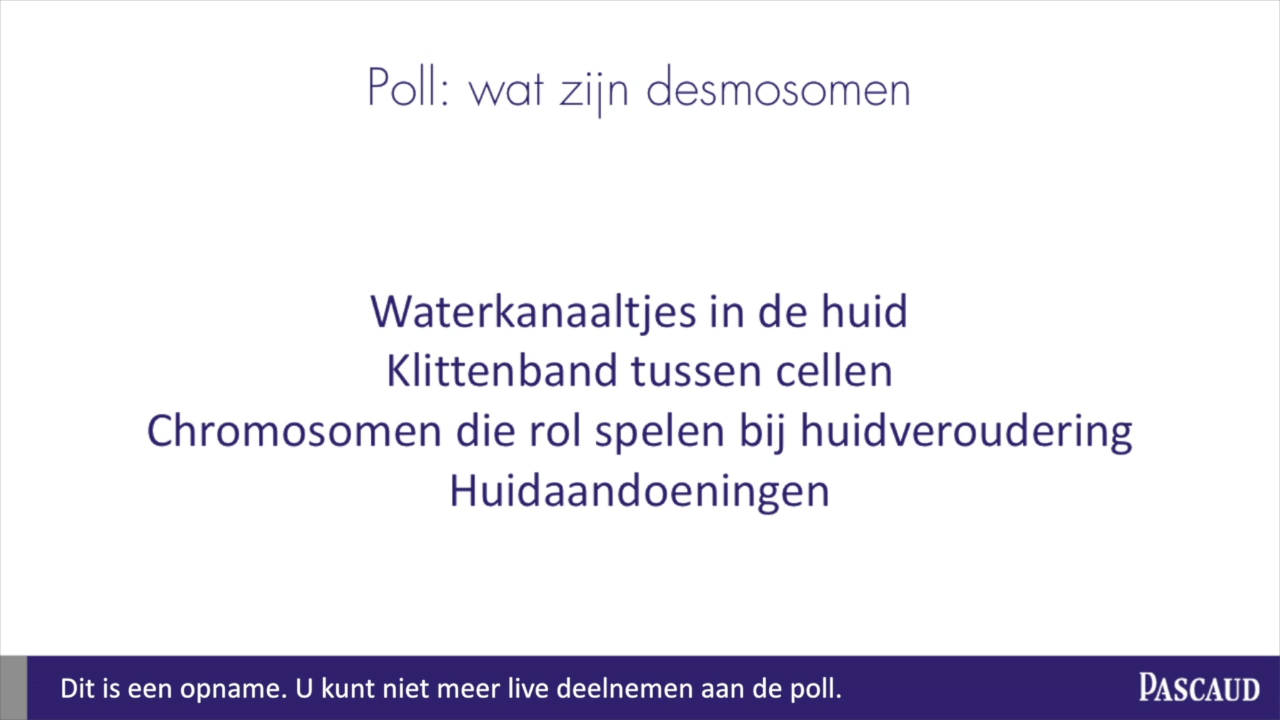 Poll: wat zijn desmosomen
Waterkanaaltjes in de huid
Klittenband tussen cellen
Chromosomen die rol spelen bij huidveroudering
Huidaandoeningen
Dit is een opname. U kunt niet meer live deelnemen aan de poll.
PASCAUD